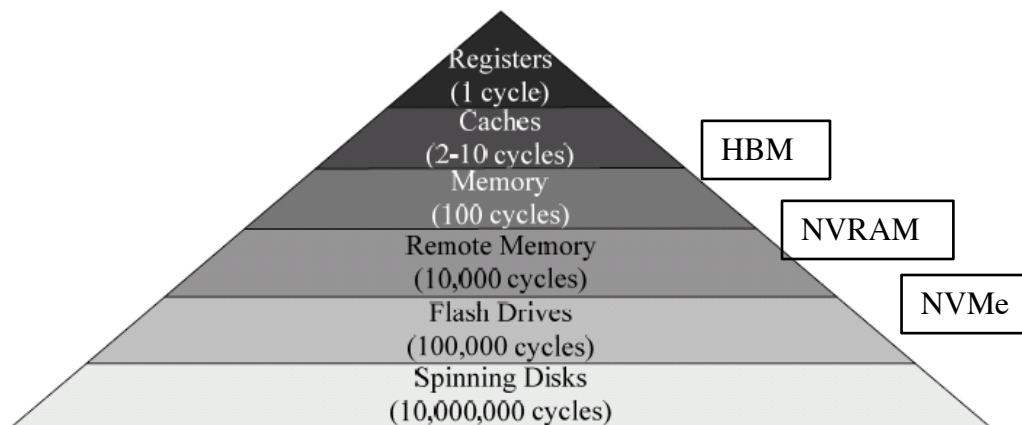 Registers
(1 cycle)
Caches
(2-10 cycles)
HBM
Memory
(100 cycles)
NVRAM
Remote Memory
(10,000 cycles)
NVMe
Flash Drives
(100,000 cycles)
Spinning Disks
(10,000,000 cycles)